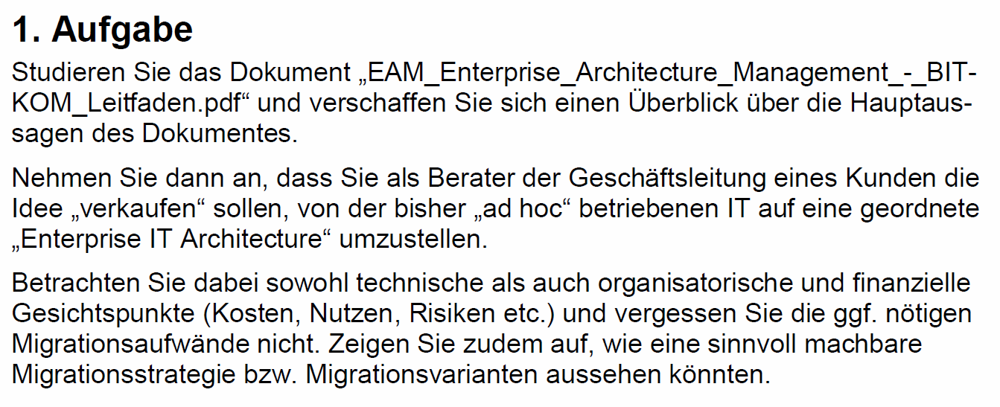 1. Aufgabe
Studieren Sie das Dokument „EAM_Enterprise_Architecture_Management_-_BIT-
KOM_Leitfaden.pdf“ und verschaffen Sie sich einen Überblick über die Hauptaus-
sagen des Dokumentes.
Nehmen Sie dann an, dass Sie als Berater der Geschäftsleitung eines Kunden die
Idee „verkaufen“ sollen, von der bisher „ad hoc“ betriebenen IT auf eine geordnete
„Enterprise IT Architecture“ umzustellen.
Betrachten Sie dabei sowohl technische als auch organisatorische und finanzielle
Gesichtspunkte (Kosten, Nutzen, Risiken etc.) und vergessen Sie die ggf. nötigen
Migrationsaufwände nicht. Zeigen Sie zudem auf, wie eine sinnvoll machbare
Migrationsstrategie bzw. Migrationsvarianten aussehen könnten.